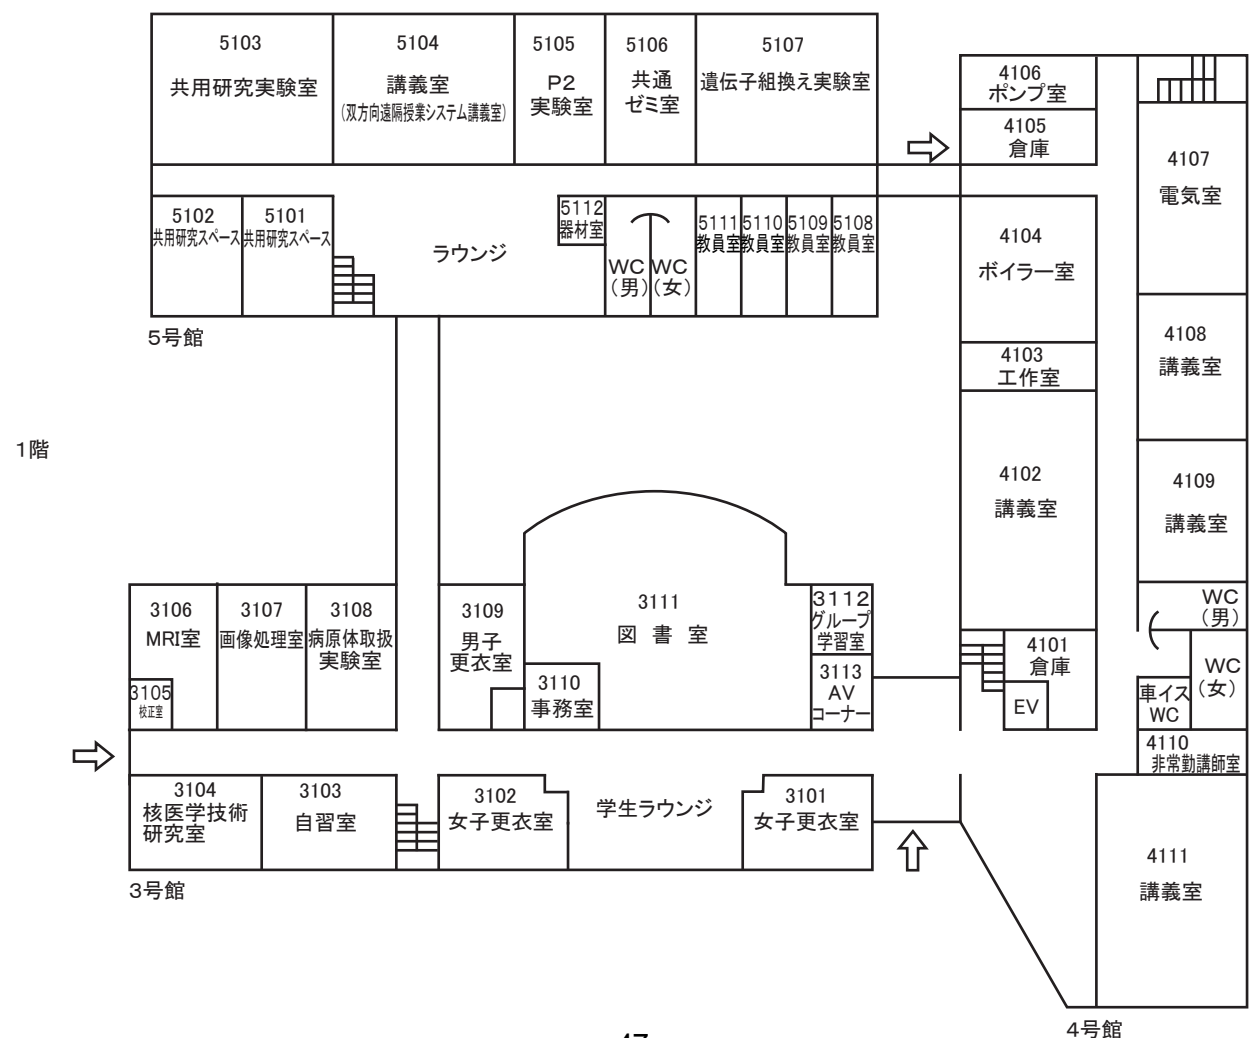 5103
共用研究実験室
5104
講義室
(双方向遠隔授業システム講義室)
5105
P2
実験室
5106
共通
ゼミ室
5107
遺伝子組換え実験室
5102
共用研究スペース
5101
共用研究スペース
ラウンジ
5112
器材室
WC
(男)
WC
(女)
5111
教員室
5110
教員室
5109
教員室
5108
教員室
5号館
4106
ポンプ室
4105
倉庫
4107
電気室
4104
ボイラー室
4103
工作室
4108
講義室
4102
講義室
4109
講義室
1階
3106
MRI室
3105
校正室
3107
画像処理室
3108
病原体取扱
実験室
3109
男子
更衣室
3110
事務室
3111
図書室
3112
グループ
学習室
3113
AV
コーナー
4101
倉庫
EV
WC
(男)
WC
(女)
車イス
WC
4110
非常勤講師室
3104
核医学技術
研究室
3103
自習室
3102
女子更衣室
学生ラウンジ
3101
女子更衣室
4111
講義室
3号館
4号館